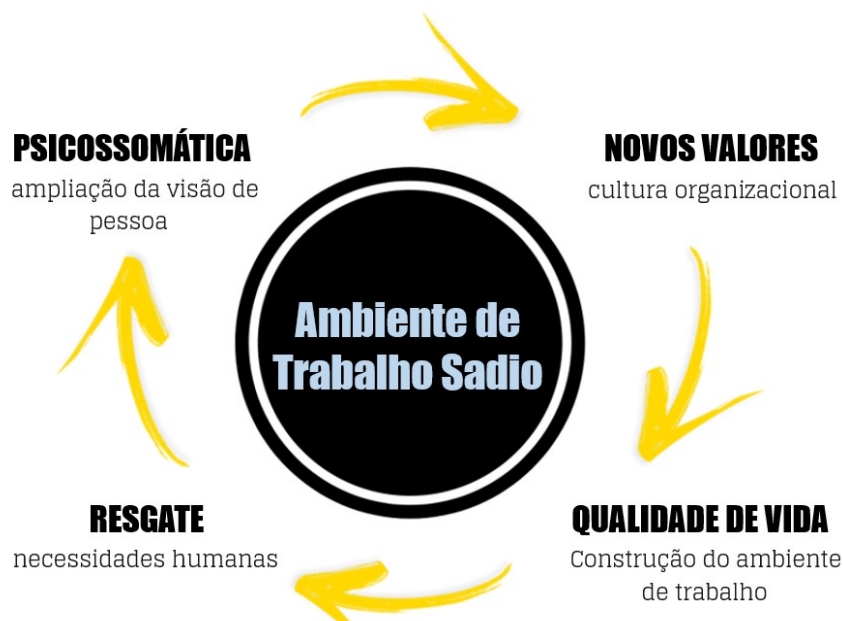 PSICOSSOMÁTICA
ampliação da visão de
pessoa
NOVOS VALORES
cultura organizacional
Ambiente de
Trabalho Sadio
RESGATE
necessidades humanas
QUALIDADE DE VIDA
Construção do ambiente
de trabalho